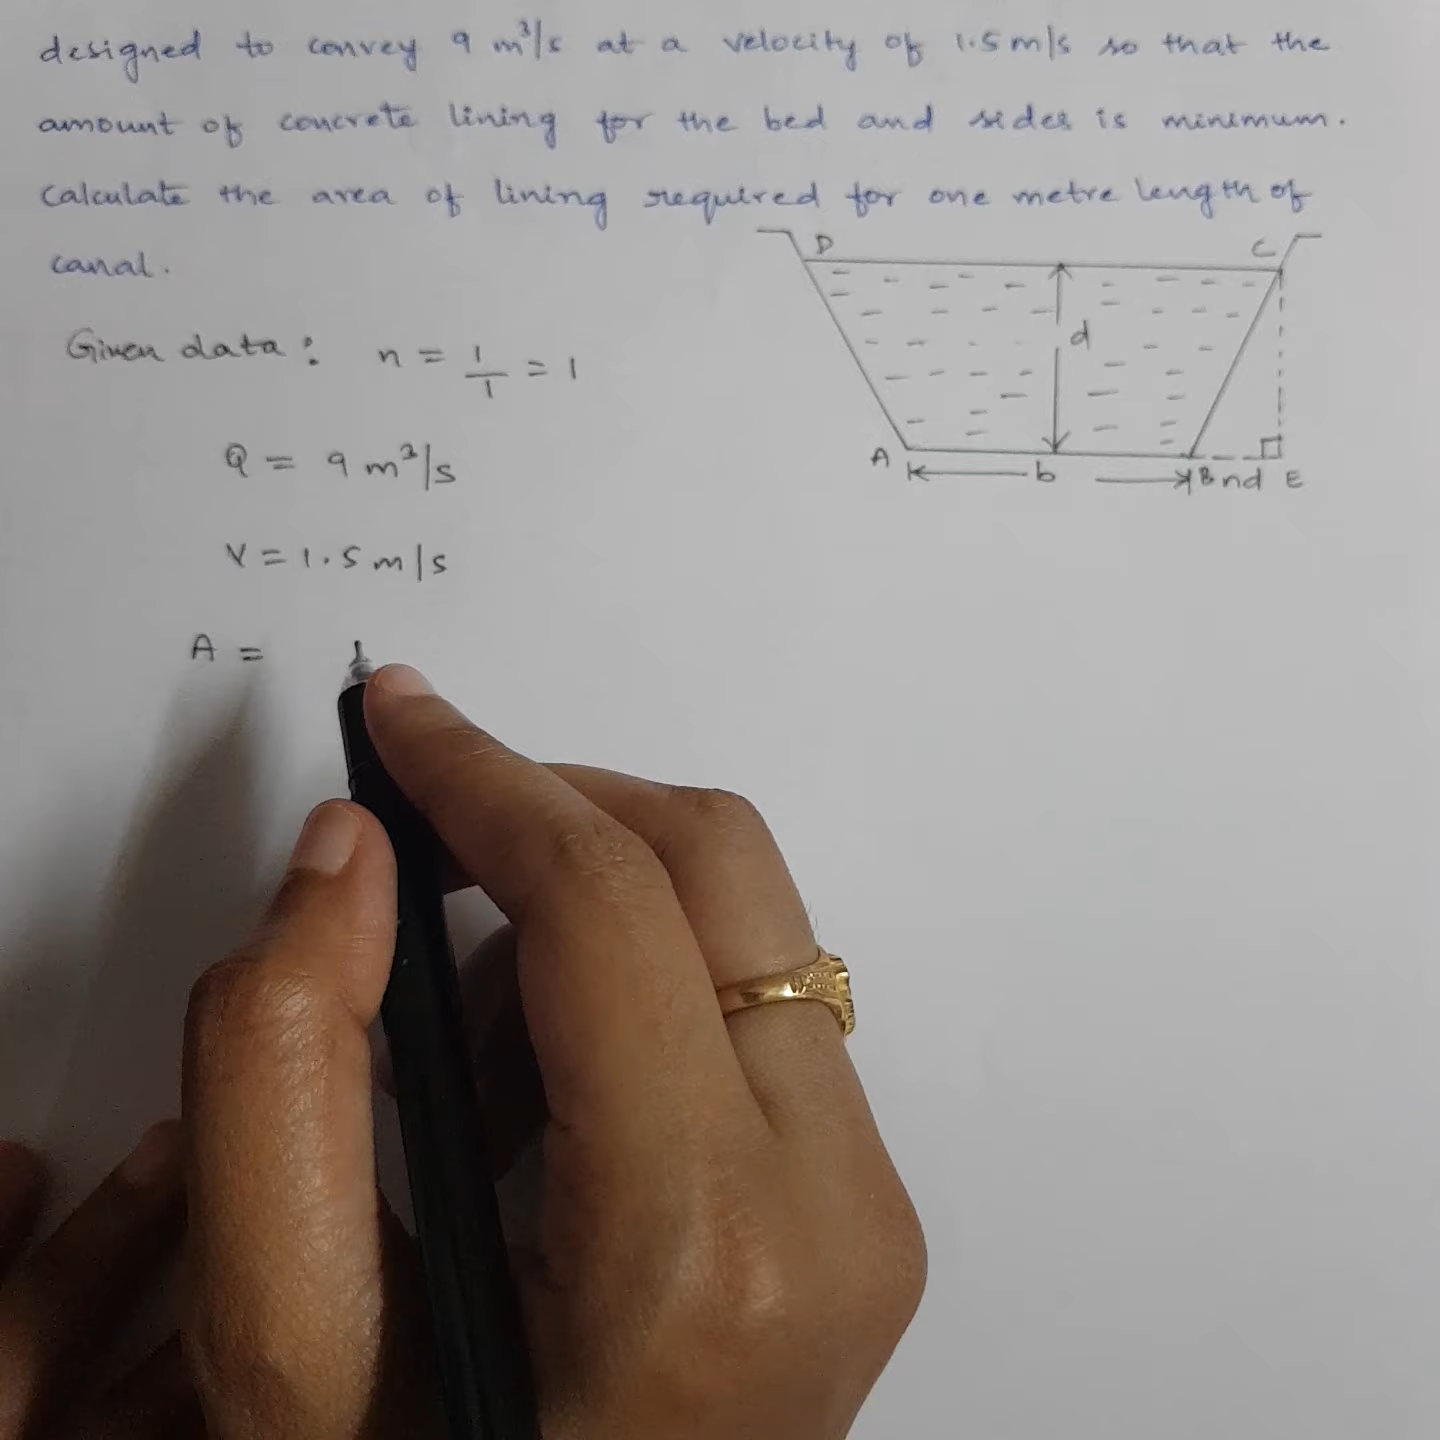 designed to convey 9 m³/s at a velocity of 1.5 m/s so that the
amount of concrete lining for the bed and sides is minimum.
Calculate the area of lining required for one metre length of
canal.
D C
Given data : n = 1/1 = 1
d
Q = 9 m³/s
A b B nd E
V = 1.5 m/s
A =